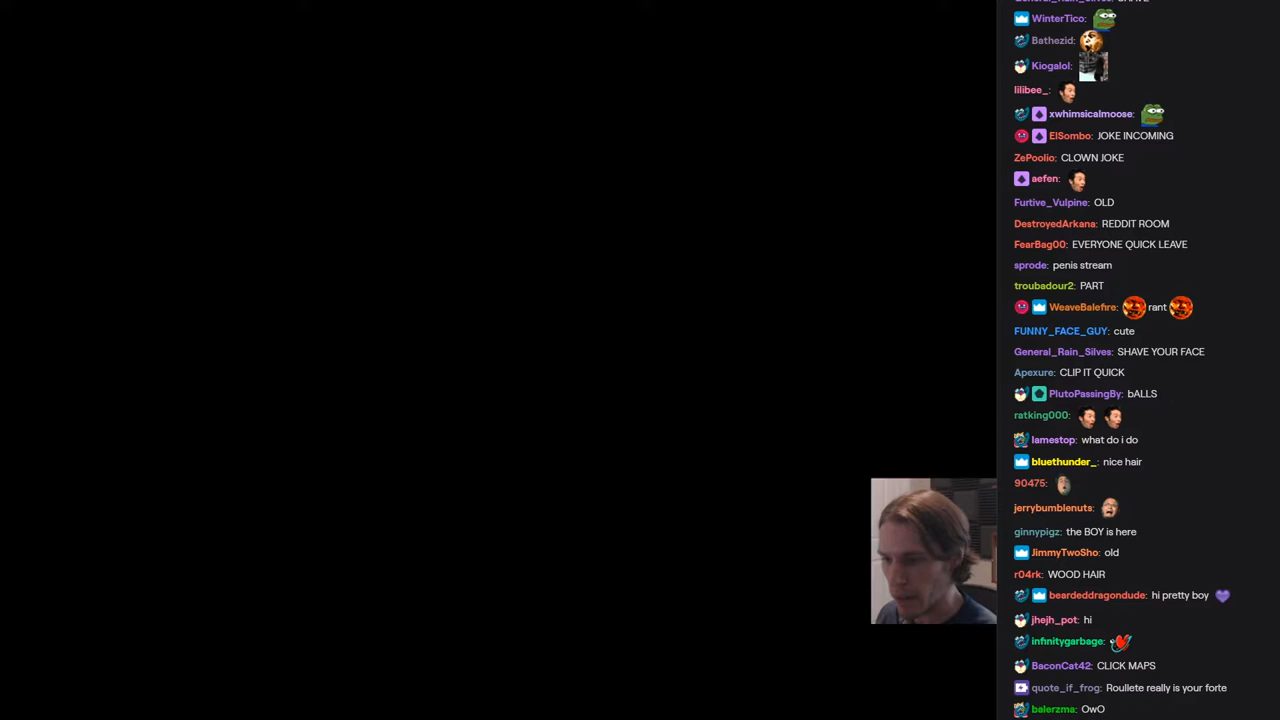 WinterTico:
Bathezid:
Kiogalol:
lilibee_:
xwhimsicalmoose:
ElSombo: JOKE INCOMING
ZePoolio: CLOWN JOKE
aefen:
Furtive_Vulpine: OLD
DestroyedArkana: REDDIT ROOM
FearBag00: EVERYONE QUICK LEAVE
sprode: penis stream
troubadour2: PART
WeaveBalefire: rant
FUNNY_FACE_GUY: cute
General_Rain_Silves: SHAVE YOUR FACE
Apexure: CLIP IT QUICK
PlutoPassingBy: bALLS
ratking000:
lamestop: what do i do
bluethunder_: nice hair
90475:
jerrybumblenuts:
ginnypigz: the BOY is here
JimmyTwoSho: old
r04rk: WOOD HAIR
beardeddragondude: hi pretty boy
jhejh_pot: hi
infinitygarbage:
BaconCat42: CLICK MAPS
quote_if_frog: Roullete really is your forte
balerzma: OwO